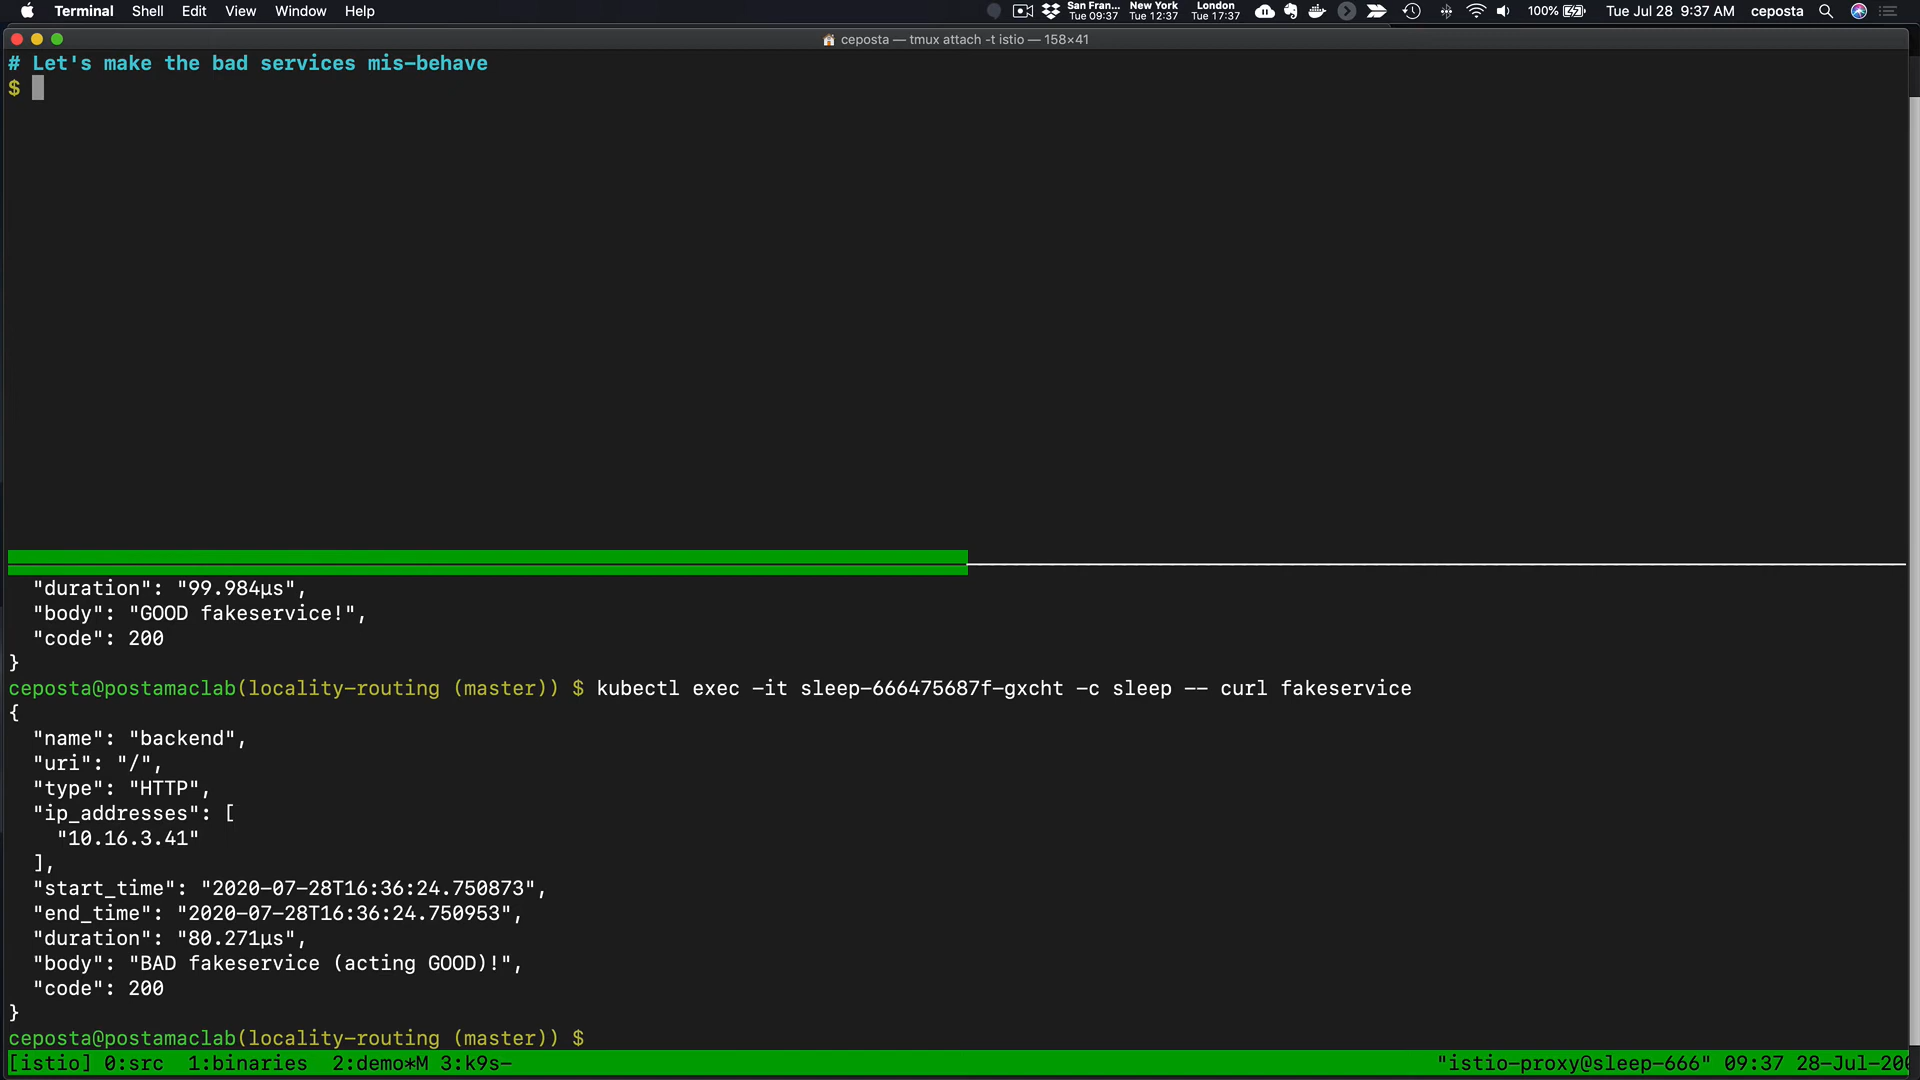 Terminal Shell Edit View Window Help San Fran... Tue 09:37 New York Tue 12:37 London Tue 17:37 100% Tue Jul 28 9:37 AM ceposta
ceposta — tmux attach -t istio — 158×41
# Let's make the bad services mis-behave
$
"duration": "99.984µs",
"body": "GOOD fakeservice!",
"code": 200
}
ceposta@postamaclab(locality-routing (master)) $ kubectl exec -it sleep-666475687f-gxcht -c sleep -- curl fakeservice
{
"name": "backend",
"uri": "/",
"type": "HTTP",
"ip_addresses": [
"10.16.3.41"
],
"start_time": "2020-07-28T16:36:24.750873",
"end_time": "2020-07-28T16:36:24.750953",
"duration": "80.271µs",
"body": "BAD fakeservice (acting GOOD)!",
"code": 200
}
ceposta@postamaclab(locality-routing (master)) $
[istio] 0:src 1:binaries 2:demo*M 3:k9s- "istio-proxy@sleep-666" 09:37 28-Jul-200